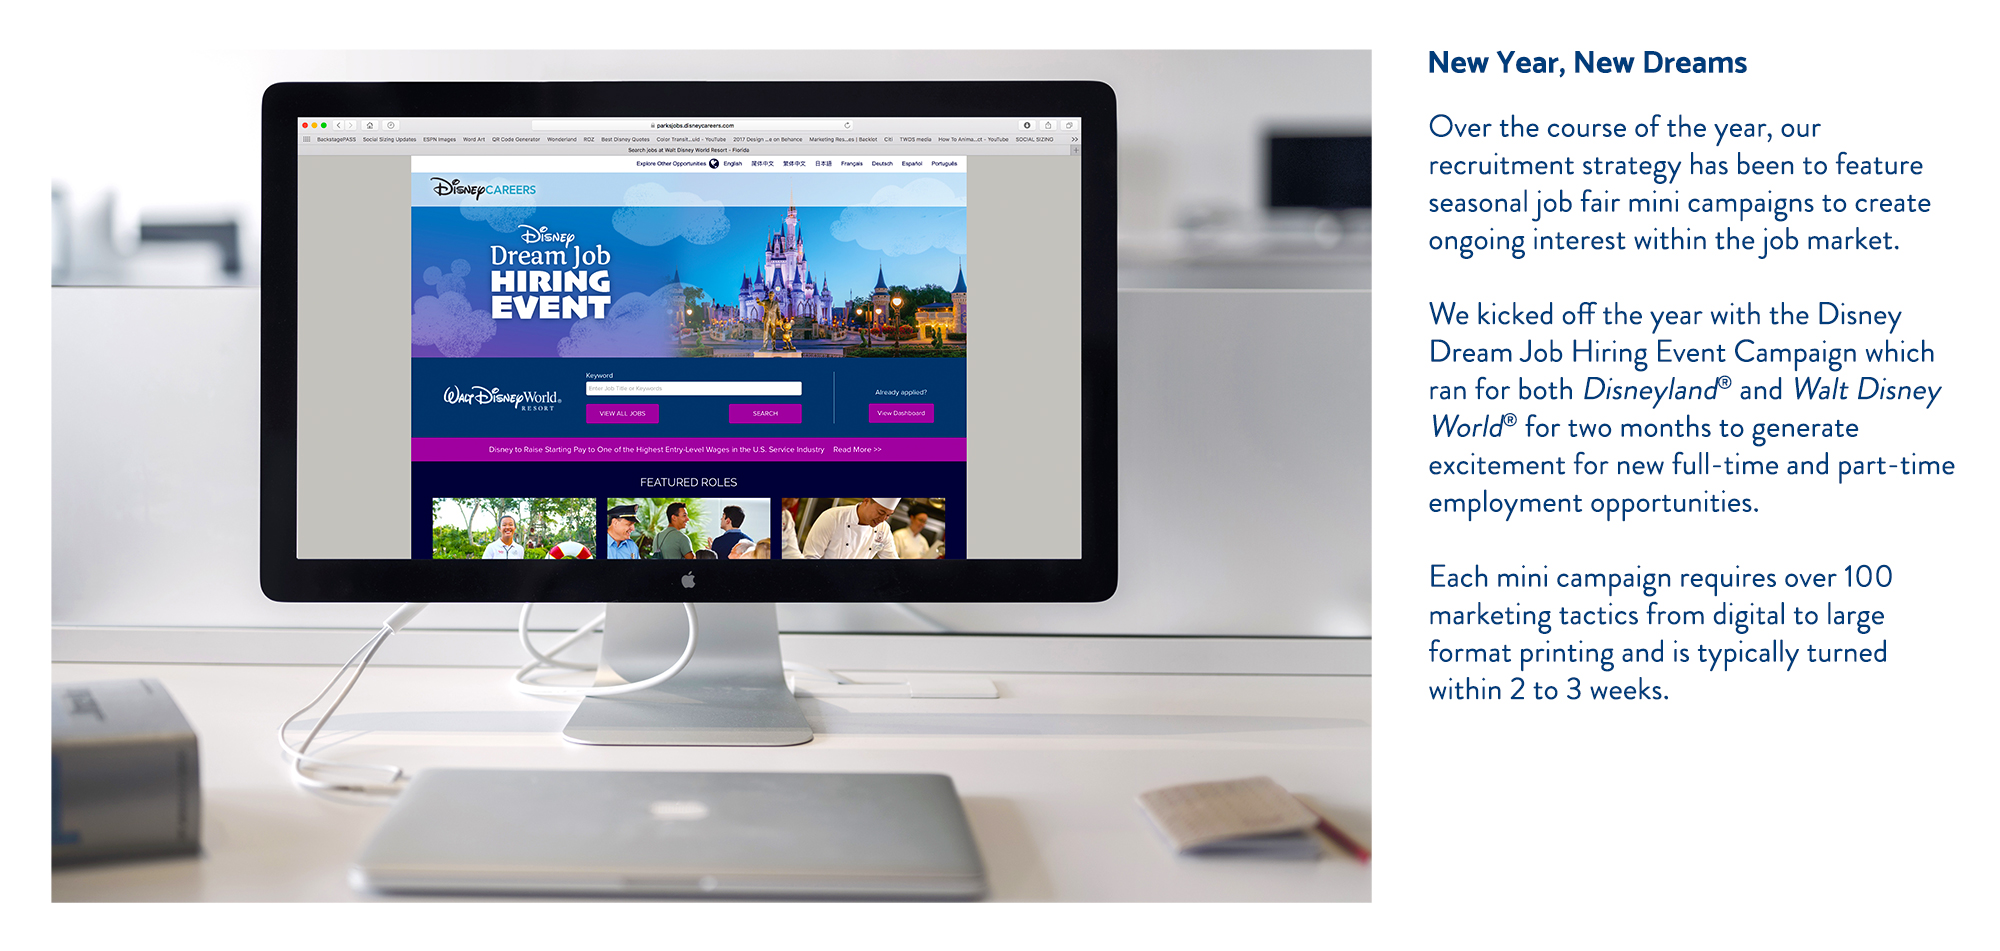 New Year, New Dreams
Over the course of the year, our
recruitment strategy has been to feature
seasonal job fair mini campaigns to create
ongoing interest within the job market.
We kicked off the year with the Disney
Dream Job Hiring Event Campaign which
ran for both Disneyland® and Walt Disney
World® for two months to generate
excitement for new full-time and part-time
employment opportunities.
Each mini campaign requires over 100
marketing tactics from digital to large
format printing and is typically turned
within 2 to 3 weeks.
parksjobs.disneycareers.com
BackstagePASS Social Sizing Updates ESPN Images Word Art QR Code Generator Wonderland ROZ Best Disney Quotes Color Transit...uid - YouTube 2017 Design ...e on Behance Marketing Res...es | Backlot CKI TWDS media How To Anima...ct - YouTube SOCIAL SIZING >>
Search jobs at Walt Disney World Resort - Florida
Explore Other Opportunities English 简体中文 繁体中文 日本語 Français Deutsch Español Português
Disney CAREERS
Disney
Dream Job
HIRING
EVENT
Keyword
Enter Job Title or Keywords
Walt Disney World®
RESORT
VIEW ALL JOBS SEARCH
Already applied?
View Dashboard
Disney to Raise Starting Pay to One of the Highest Entry-Level Wages in the U.S. Service Industry Read More >>
FEATURED ROLES